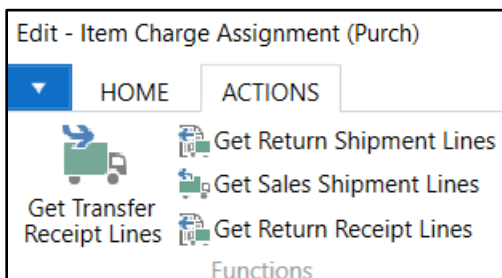 Edit - Item Charge Assignment (Purch)
HOME
ACTIONS
Get Transfer
Receipt Lines
Get Return Shipment Lines
Get Sales Shipment Lines
Get Return Receipt Lines
Functions